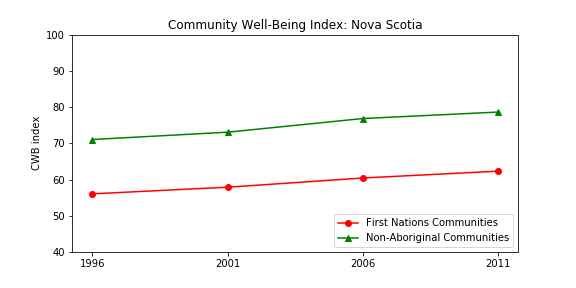 Community Well-Being Index: Nova Scotia
100
90
80
70
60
50
40
CWB index
1996
2001
2006
2011
First Nations Communities
Non-Aboriginal Communities